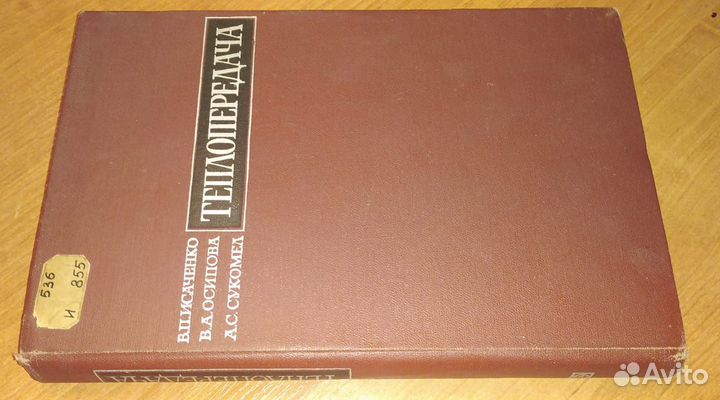 В.П.ИСАЧЕНКО
В.А.ОСИПОВА
А.С.СУКОМЕЛ
ТЕПЛОПЕРЕДАЧА
536
И 855
ТЕПЛОПЕРЕДАЧА
Avito